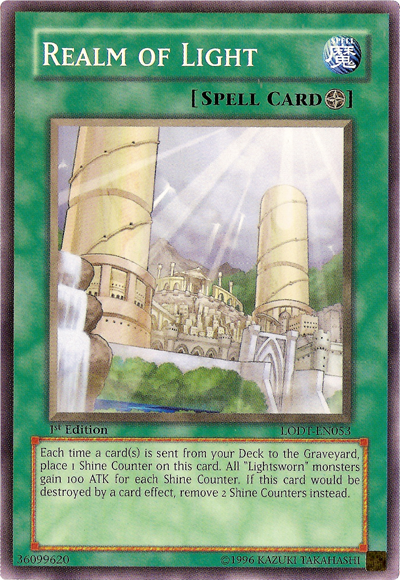 Realm of Light
魔
[Spell Card]
1st Edition
LODT-EN053
Each time a card(s) is sent from your Deck to the Graveyard,
place 1 Shine Counter on this card. All "Lightsworn" monsters
gain 100 ATK for each Shine Counter. If this card would be
destroyed by a card effect, remove 2 Shine Counters instead.
36099620
©1996 KAZUKI TAKAHASHI